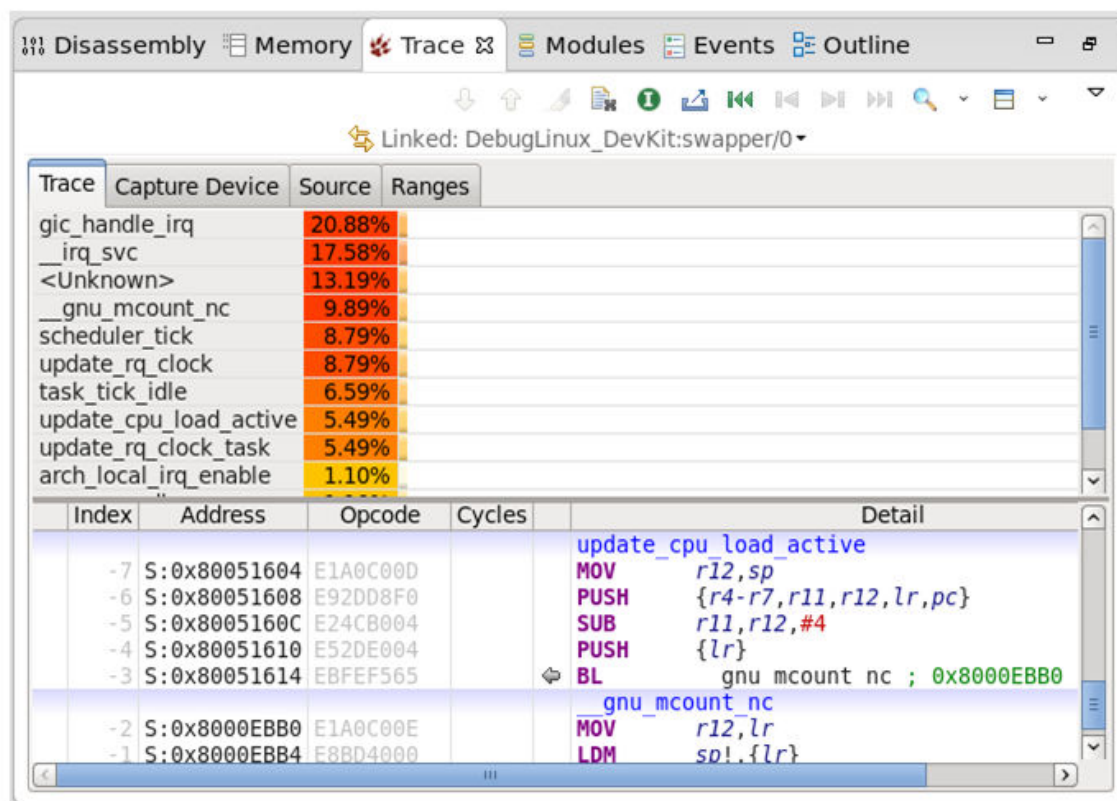 Disassembly Memory Trace Modules Events Outline
Linked: DebugLinux_DevKit:swapper/0
Trace Capture Device Source Ranges
gic_handle_irq 20.88%
__irq_svc 17.58%
<Unknown> 13.19%
__gnu_mcount_nc 9.89%
scheduler_tick 8.79%
update_rq_clock 8.79%
task_tick_idle 6.59%
update_cpu_load_active 5.49%
update_rq_clock_task 5.49%
arch_local_irq_enable 1.10%
Index Address Opcode Cycles Detail
update_cpu_load_active
-7 S:0x80051604 E1A0C00D MOV r12,sp
-6 S:0x80051608 E92DD8F0 PUSH {r4-r7,r11,r12,lr,pc}
-5 S:0x8005160C E24CB004 SUB r11,r12,#4
-4 S:0x80051610 E52DE004 PUSH {lr}
-3 S:0x80051614 EBFEF565 BL __gnu_mcount_nc ; 0x8000EBB0
__gnu_mcount_nc
-2 S:0x8000EBB0 E1A0C00E MOV r12,lr
-1 S:0x8000EBB4 E8BD4000 LDM sp!,{lr}